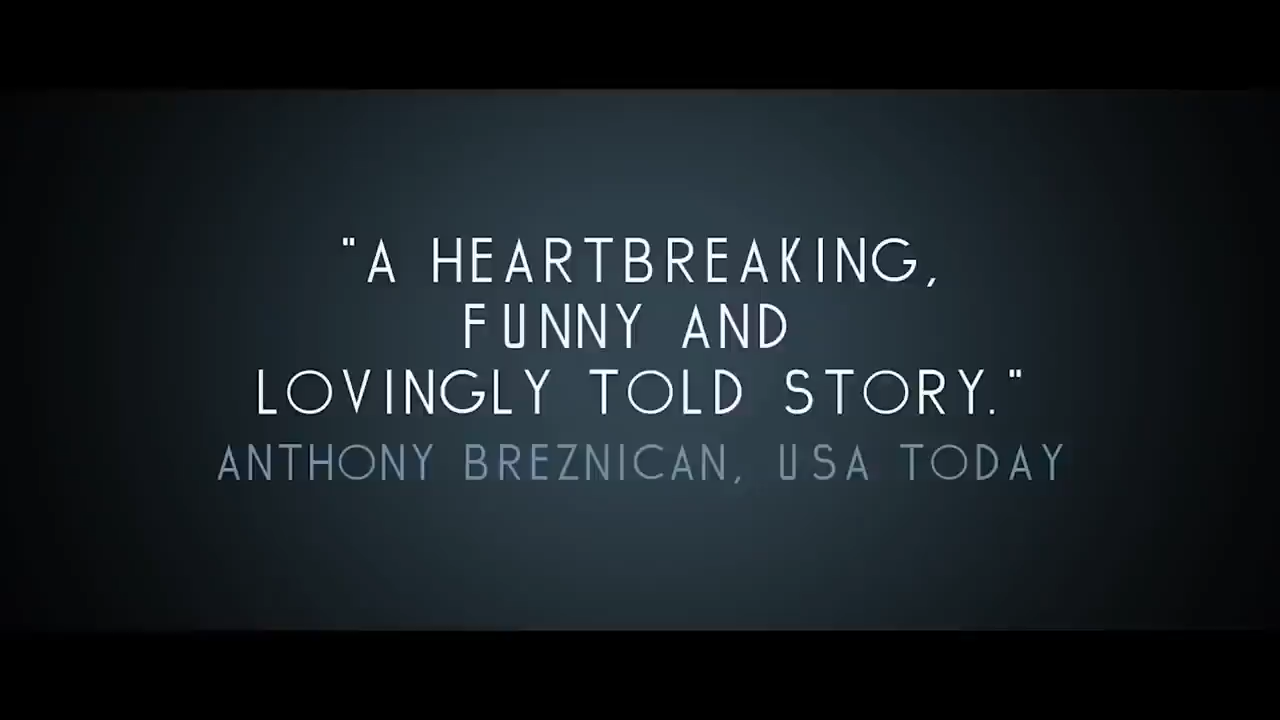 "A HEARTBREAKING,
FUNNY AND
LOVINGLY TOLD STORY."
ANTHONY BREZNICAN, USA TODAY